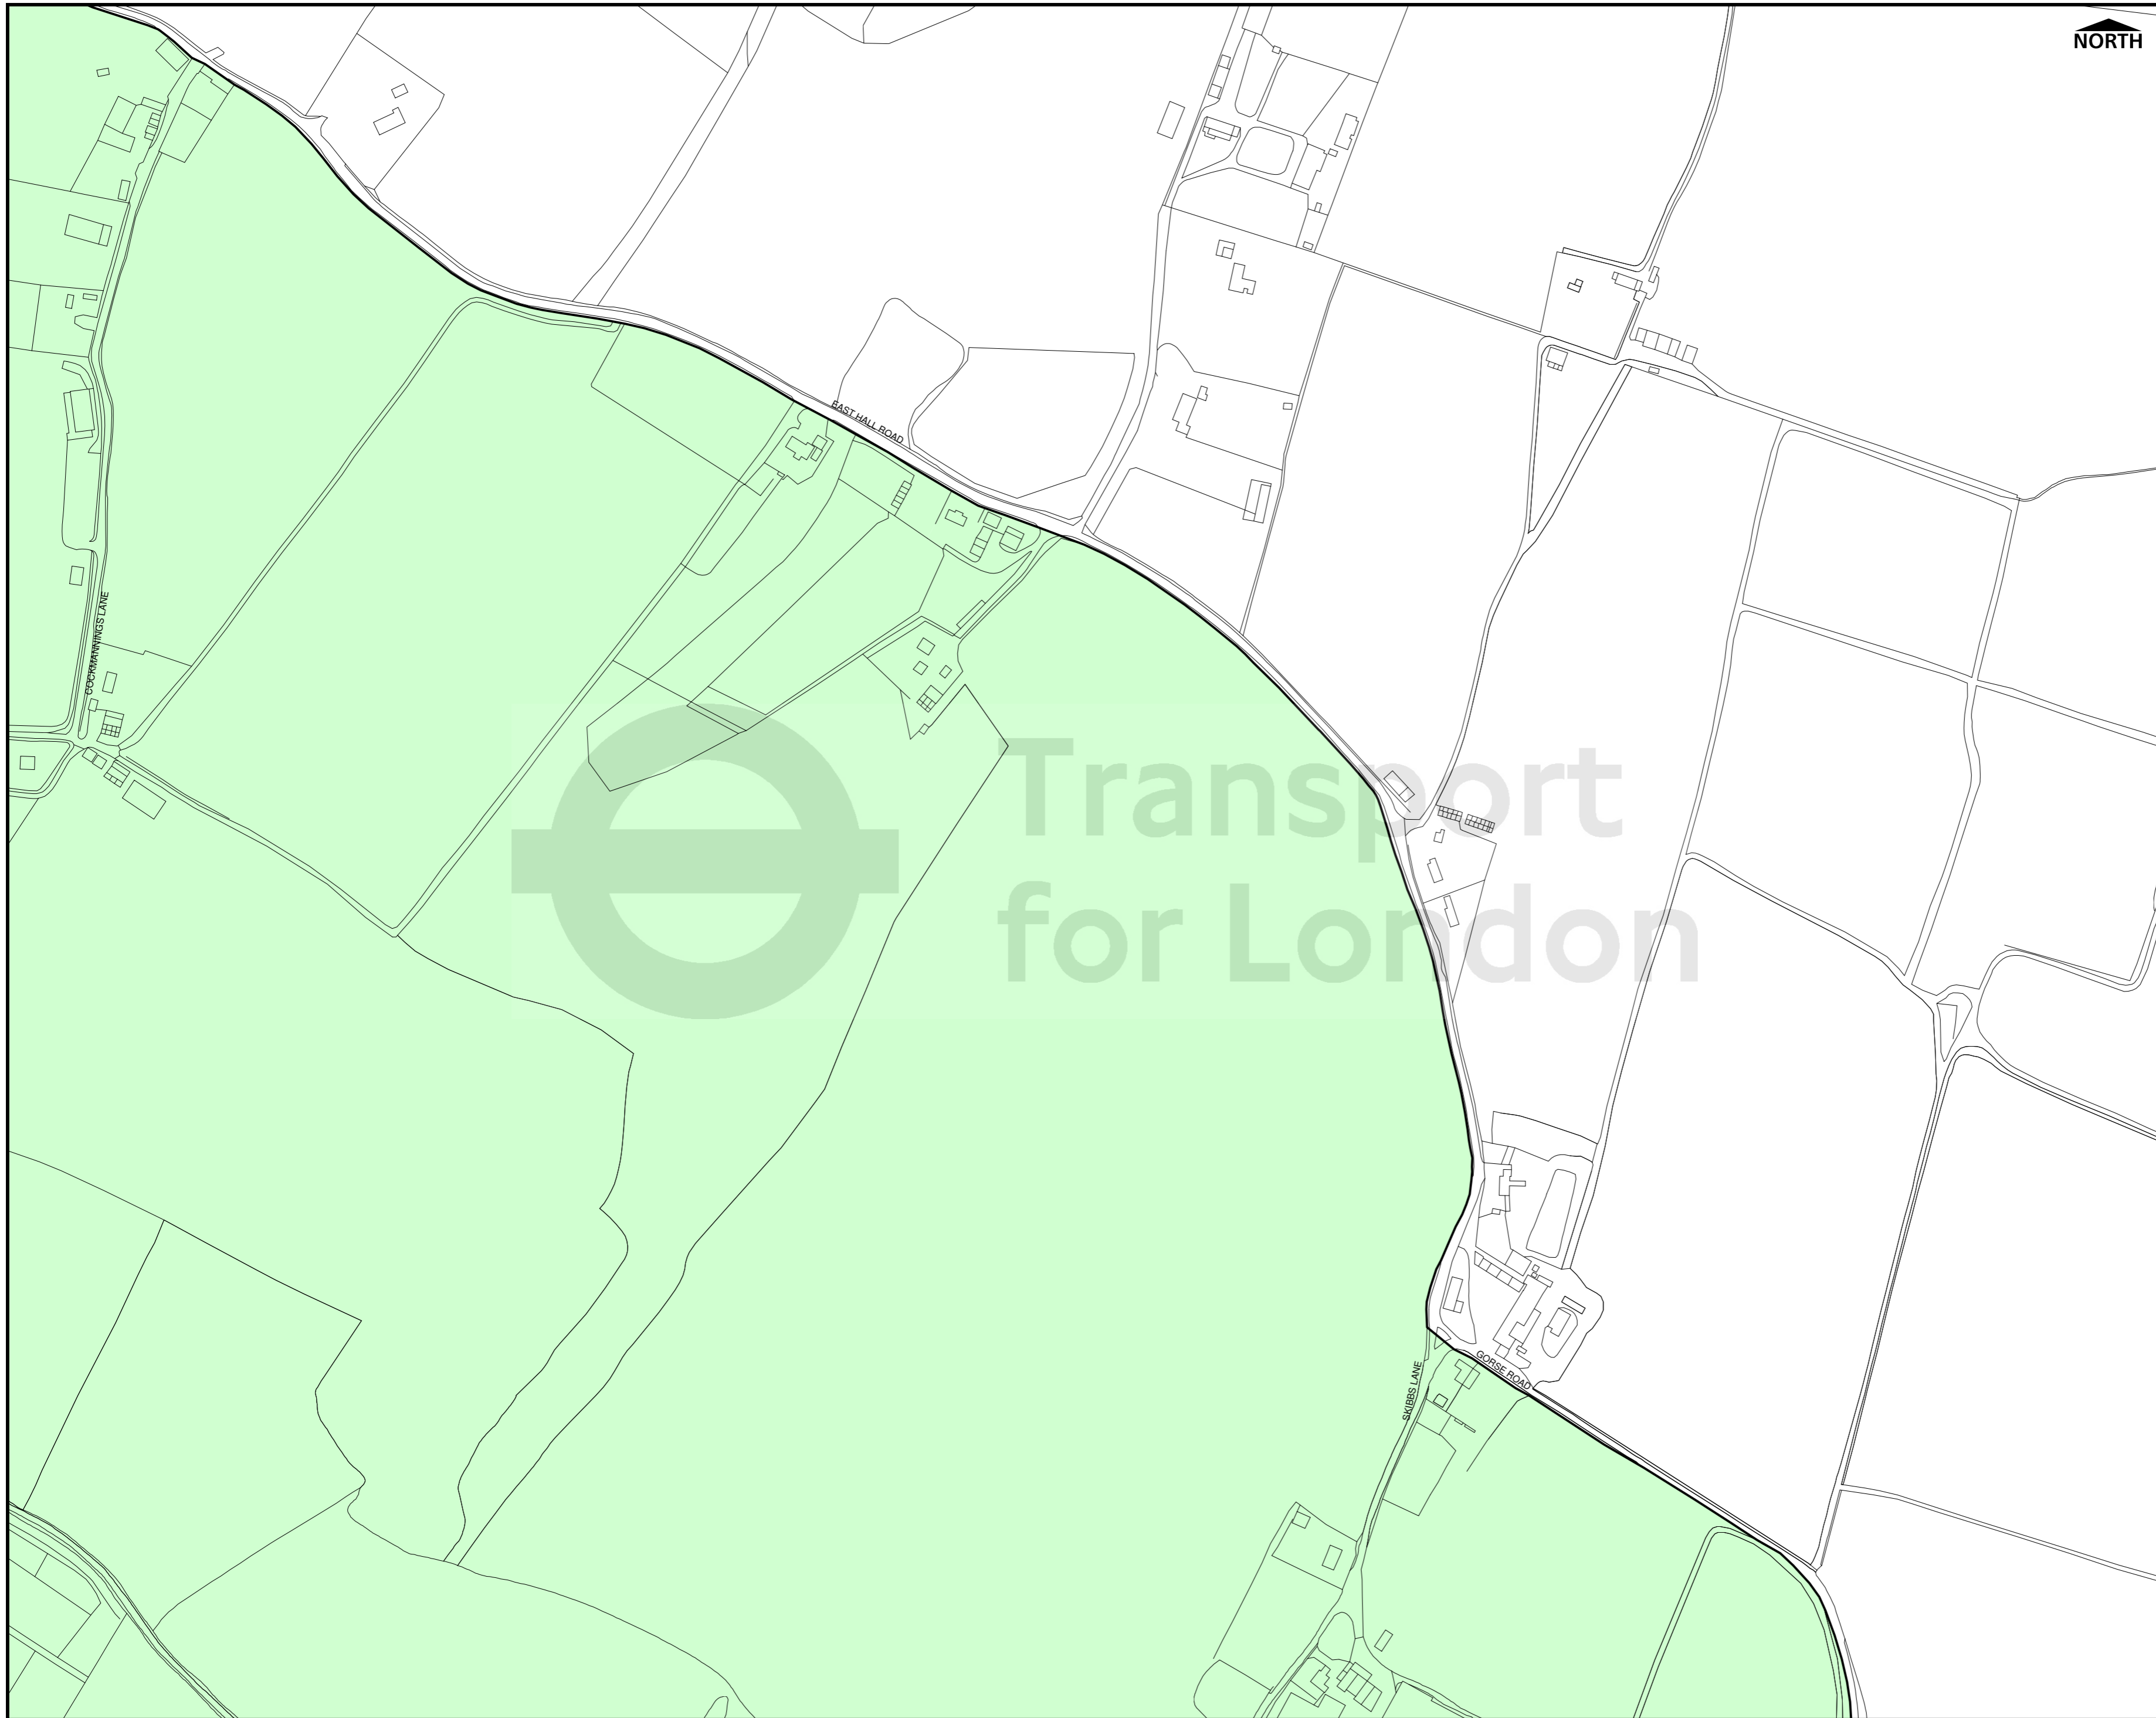 NORTH
EAST HALL ROAD
COCKMANNINGS LANE
Transport
for London
GORSE ROAD
SKIBBS LANE